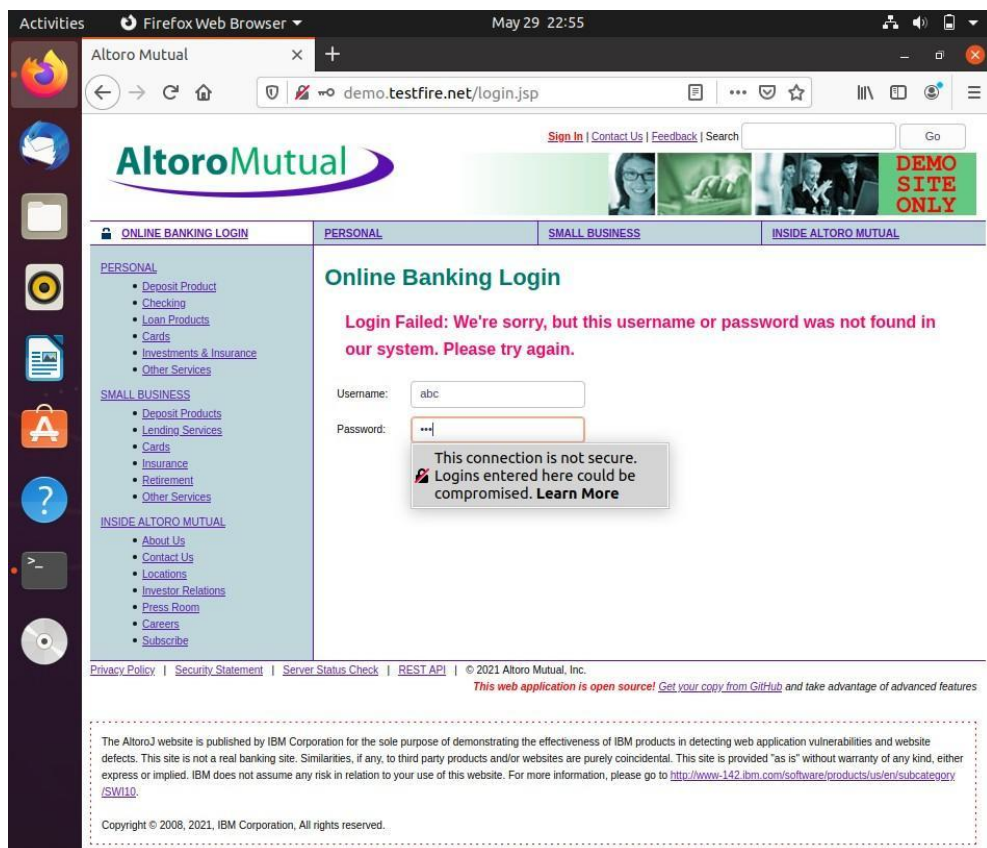 Activities Firefox Web Browser May 29 22:55
Altoro Mutual
demo.testfire.net/login.jsp
Sign In | Contact Us | Feedback | Search Go
AltoroMutual
DEMO
SITE
ONLY
ONLINE BANKING LOGIN PERSONAL SMALL BUSINESS INSIDE ALTORO MUTUAL
PERSONAL
Deposit Product
Checking
Loan Products
Cards
Investments & Insurance
Other Services
SMALL BUSINESS
Deposit Products
Lending Services
Cards
Insurance
Retirement
Other Services
INSIDE ALTORO MUTUAL
About Us
Contact Us
Locations
Investor Relations
Press Room
Careers
Subscribe
Online Banking Login
Login Failed: We're sorry, but this username or password was not found in
our system. Please try again.
Username: abc
Password: •••
This connection is not secure.
Logins entered here could be
compromised. Learn More
Privacy Policy | Security Statement | Server Status Check | REST API | © 2021 Altoro Mutual, Inc.
This web application is open source! Get your copy from GitHub and take advantage of advanced features
The AltoroJ website is published by IBM Corporation for the sole purpose of demonstrating the effectiveness of IBM products in detecting web application vulnerabilities and website
defects. This site is not a real banking site. Similarities, if any, to third party products and/or websites are purely coincidental. This site is provided "as is" without warranty of any kind, either
express or implied. IBM does not assume any risk in relation to your use of this website. For more information, please go to http://www-142.ibm.com/software/products/us/en/subcategory
/SWI10.
Copyright © 2008, 2021, IBM Corporation, All rights reserved.